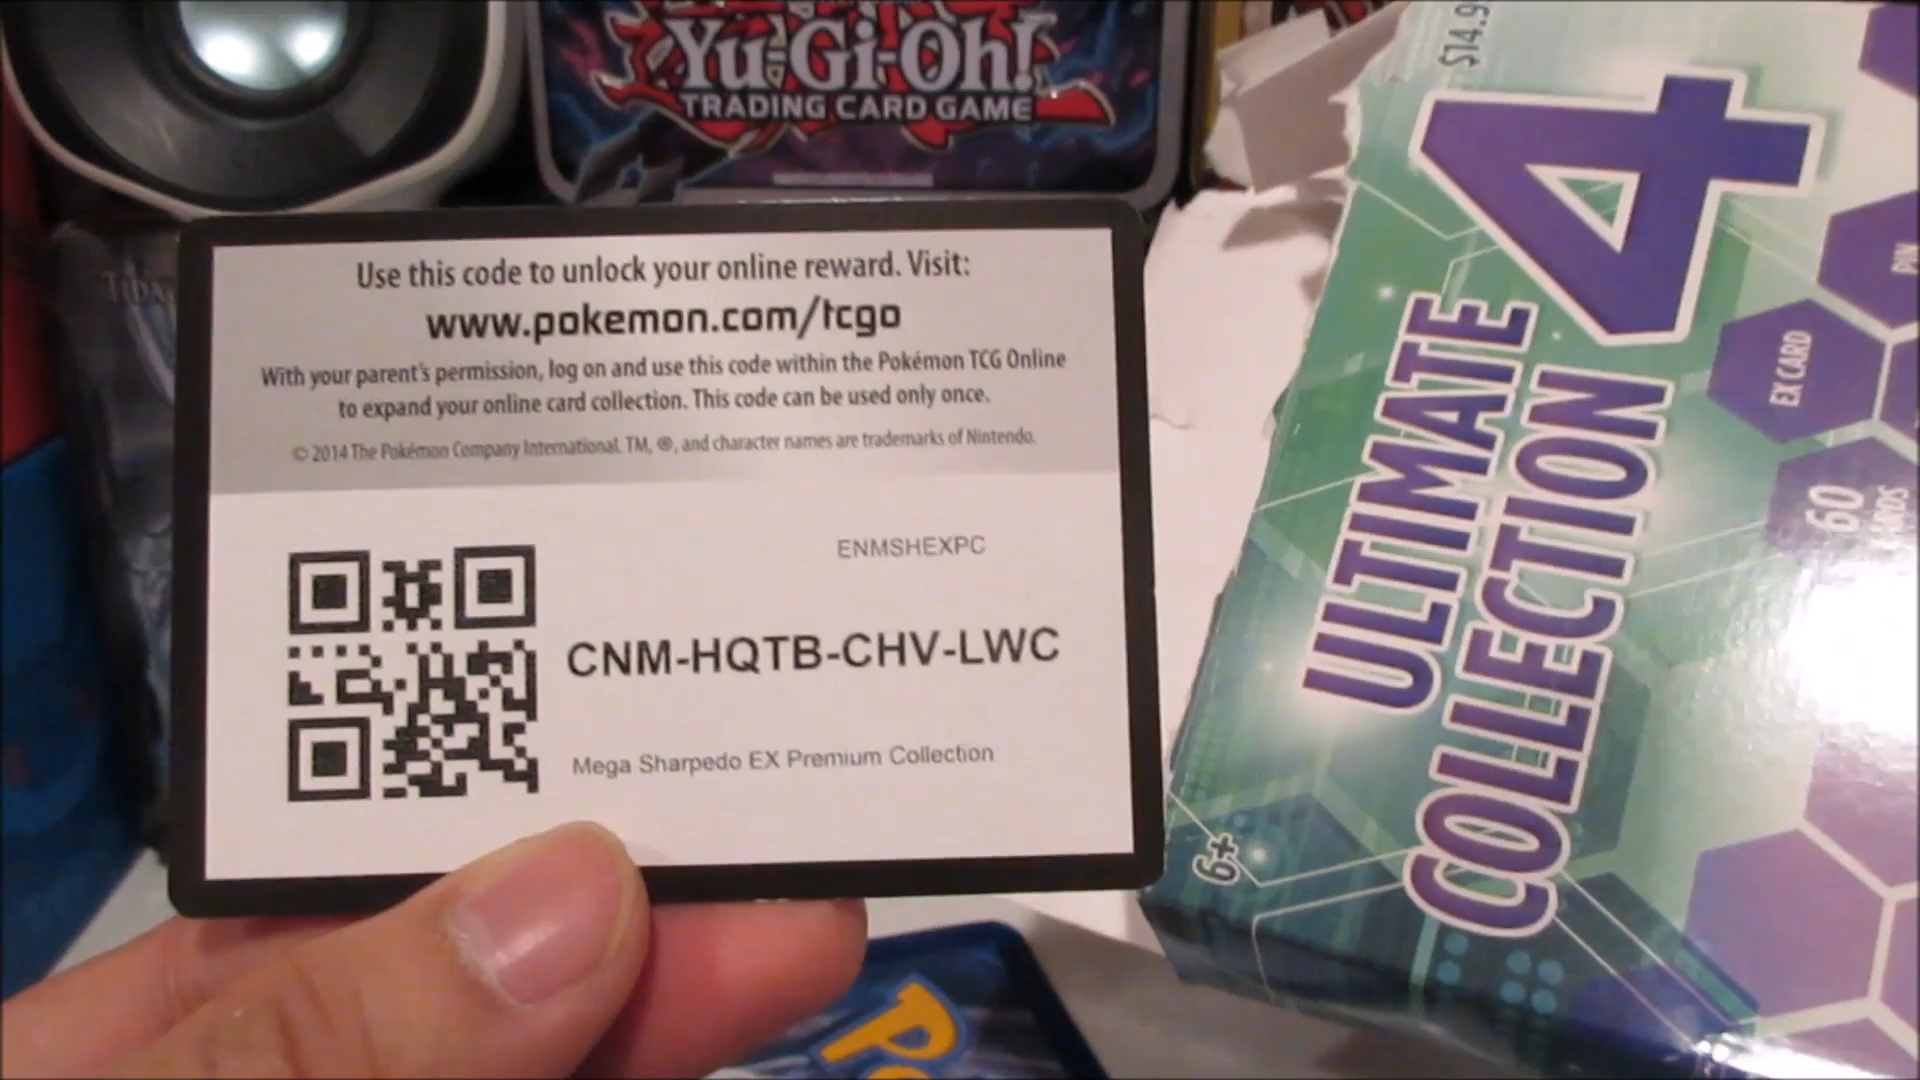 Yu-Gi-Oh!
TRADING CARD GAME
Use this code to unlock your online reward. Visit:
www.pokemon.com/tcgo
With your parent's permission, log on and use this code within the Pokémon TCG Online
to expand your online card collection. This code can be used only once.
© 2014 The Pokémon Company International. TM, ®, and character names are trademarks of Nintendo.
ENMSHEXPC
CNM-HQTB-CHV-LWC
Mega Sharpedo EX Premium Collection
$14.9
ULTIMATE
COLLECTION
4
PIN
EX CARD
60
6+